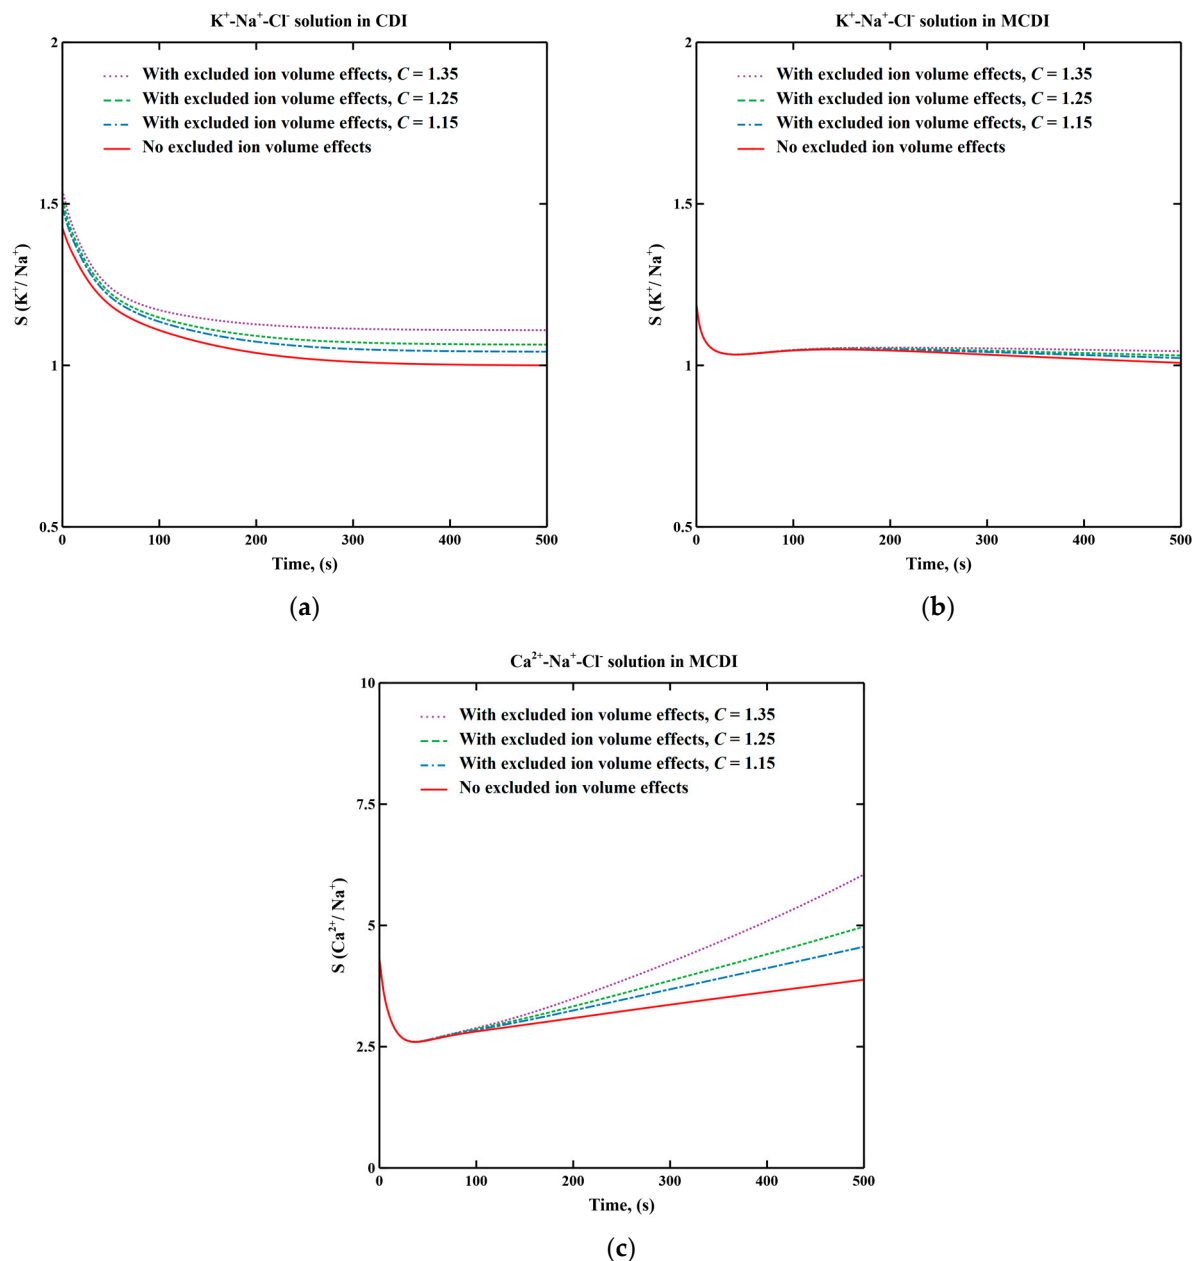 K⁺-Na⁺-Cl⁻ solution in CDI
2
With excluded ion volume effects, C = 1.35
With excluded ion volume effects, C = 1.25
With excluded ion volume effects, C = 1.15
No excluded ion volume effects
1.5
S (K⁺/ Na⁺)
1
0.5
0 100 200 300 400 500
Time, (s)
(a)
K⁺-Na⁺-Cl⁻ solution in MCDI
2
With excluded ion volume effects, C = 1.35
With excluded ion volume effects, C = 1.25
With excluded ion volume effects, C = 1.15
No excluded ion volume effects
1.5
S (K⁺/ Na⁺)
1
0.5
0 100 200 300 400 500
Time, (s)
(b)
Ca²⁺-Na⁺-Cl⁻ solution in MCDI
10
With excluded ion volume effects, C = 1.35
With excluded ion volume effects, C = 1.25
With excluded ion volume effects, C = 1.15
No excluded ion volume effects
7.5
S (Ca²⁺/ Na⁺)
5
2.5
0
0 100 200 300 400 500
Time, (s)
(c)